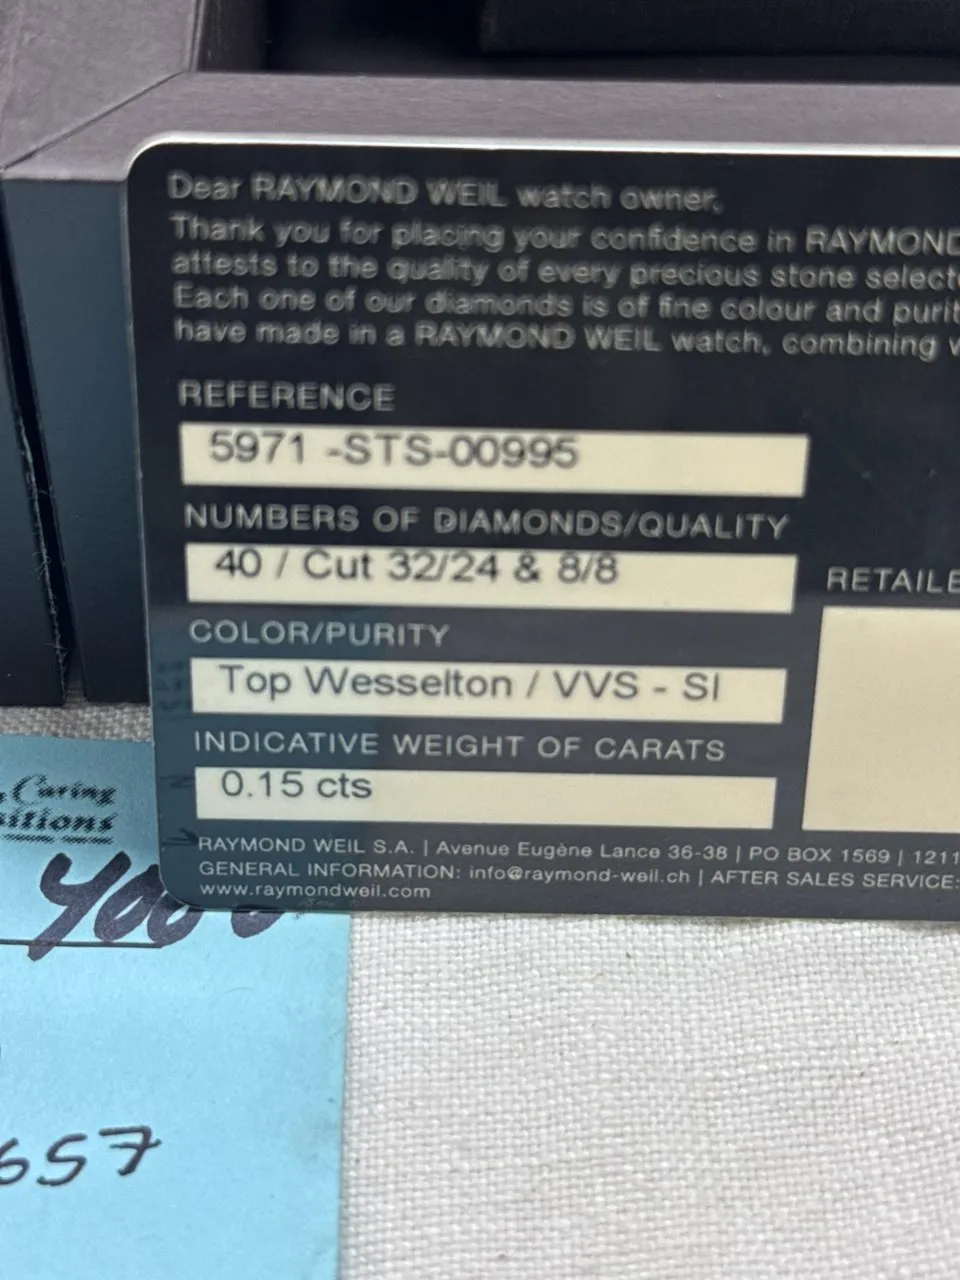 Dear RAYMOND WEIL watch owner,
Thank you for placing your confidence in RAYMOND
attests to the quality of every precious stone
Each one of our diamonds is of fine colour and
have made in a RAYMOND WEIL watch, combining
REFERENCE
5971 -STS-00995
NUMBERS OF DIAMONDS/QUALITY
40 / Cut 32/24 & 8/8
COLOR/PURITY
Top Wesselton / VVS - SI
INDICATIVE WEIGHT OF CARATS
0.15 cts
RAYMOND WEIL S.A. | Avenue Eugène Lance 36-38 | PO BOX 1569 | 1211
GENERAL INFORMATION: info@raymond-weil.ch | AFTER SALES SERVICE:
www.raymondweil.com
Caring
657